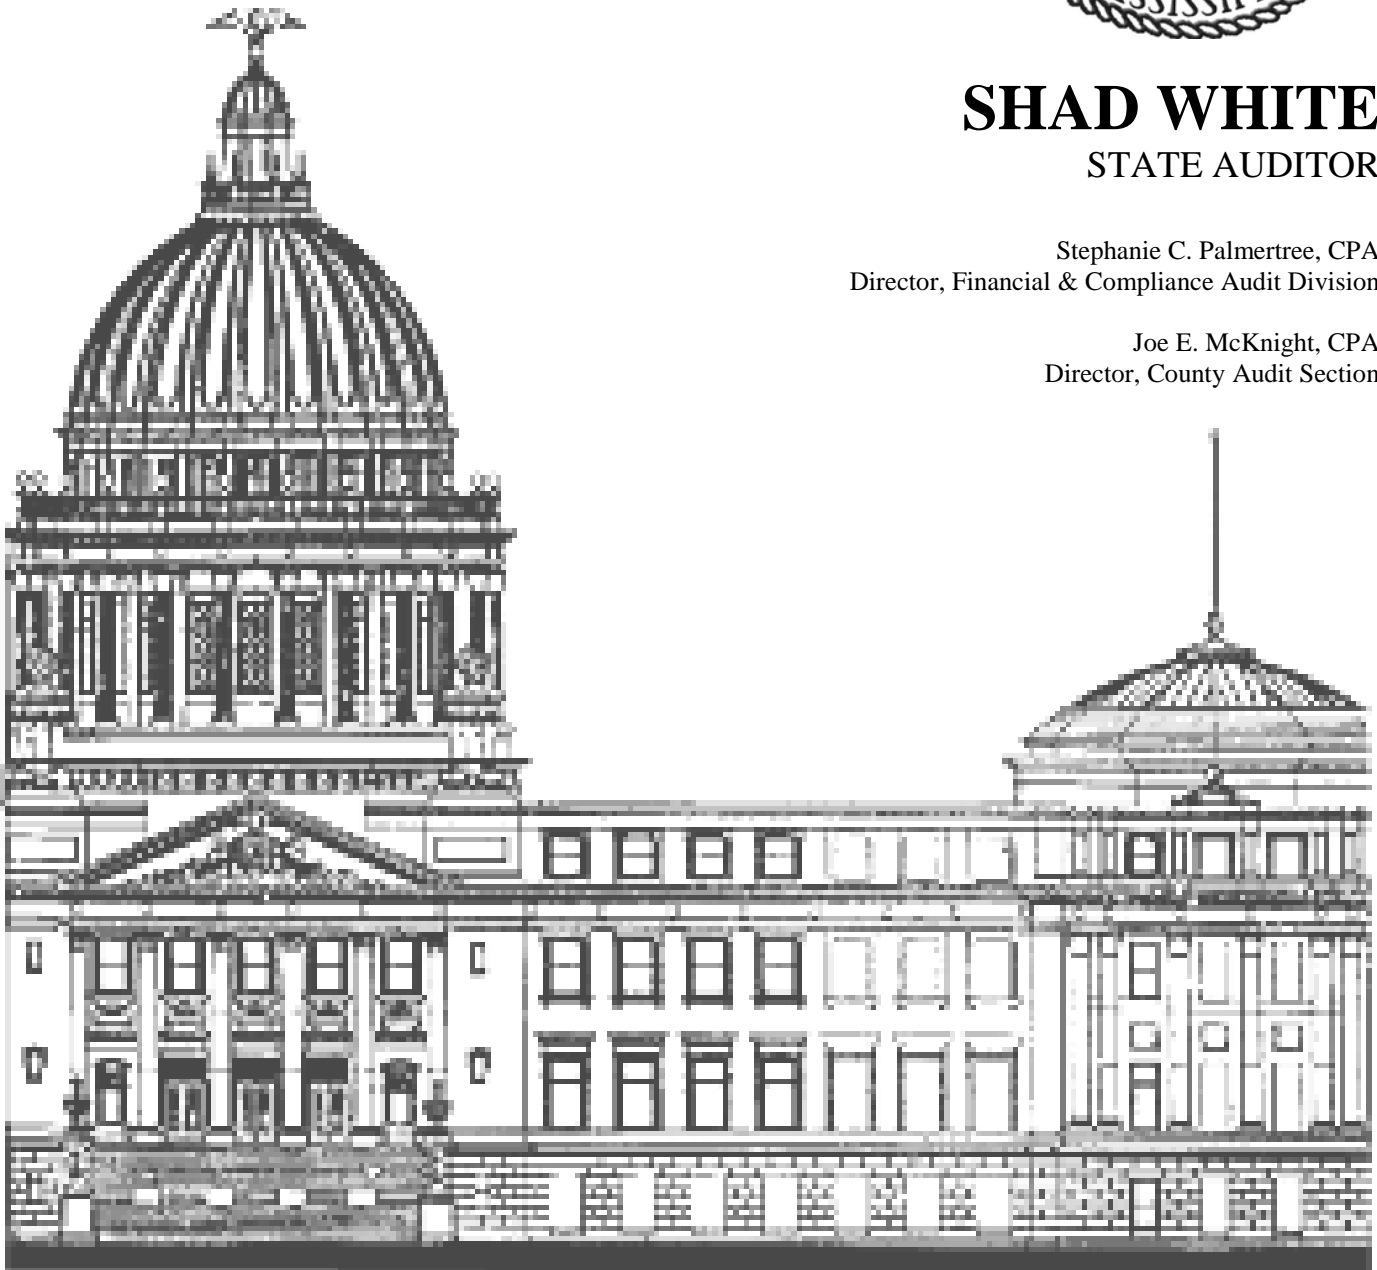 SHAD WHITE
STATE AUDITOR
Stephanie C. Palmertree, CPA
Director, Financial & Compliance Audit Division
Joe E. McKnight, CPA
Director, County Audit Section